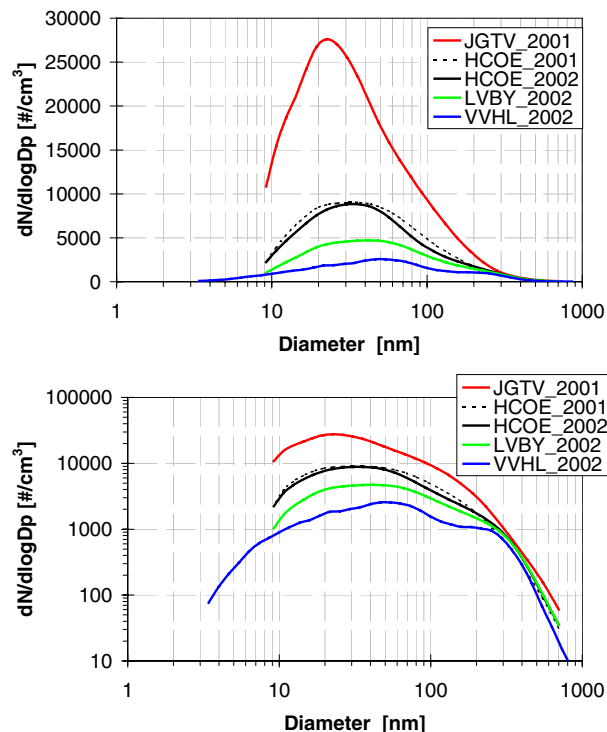 30000
25000
20000
15000
10000
5000
0
dN/dlogDp [#/cm³]
JGTV_2001
HCOE_2001
HCOE_2002
LVBY_2002
VVHL_2002
1 10 100 1000
Diameter [nm]
100000
10000
1000
100
10
dN/dlogDp [#/cm³]
JGTV_2001
HCOE_2001
HCOE_2002
LVBY_2002
VVHL_2002
1 10 100 1000
Diameter [nm]